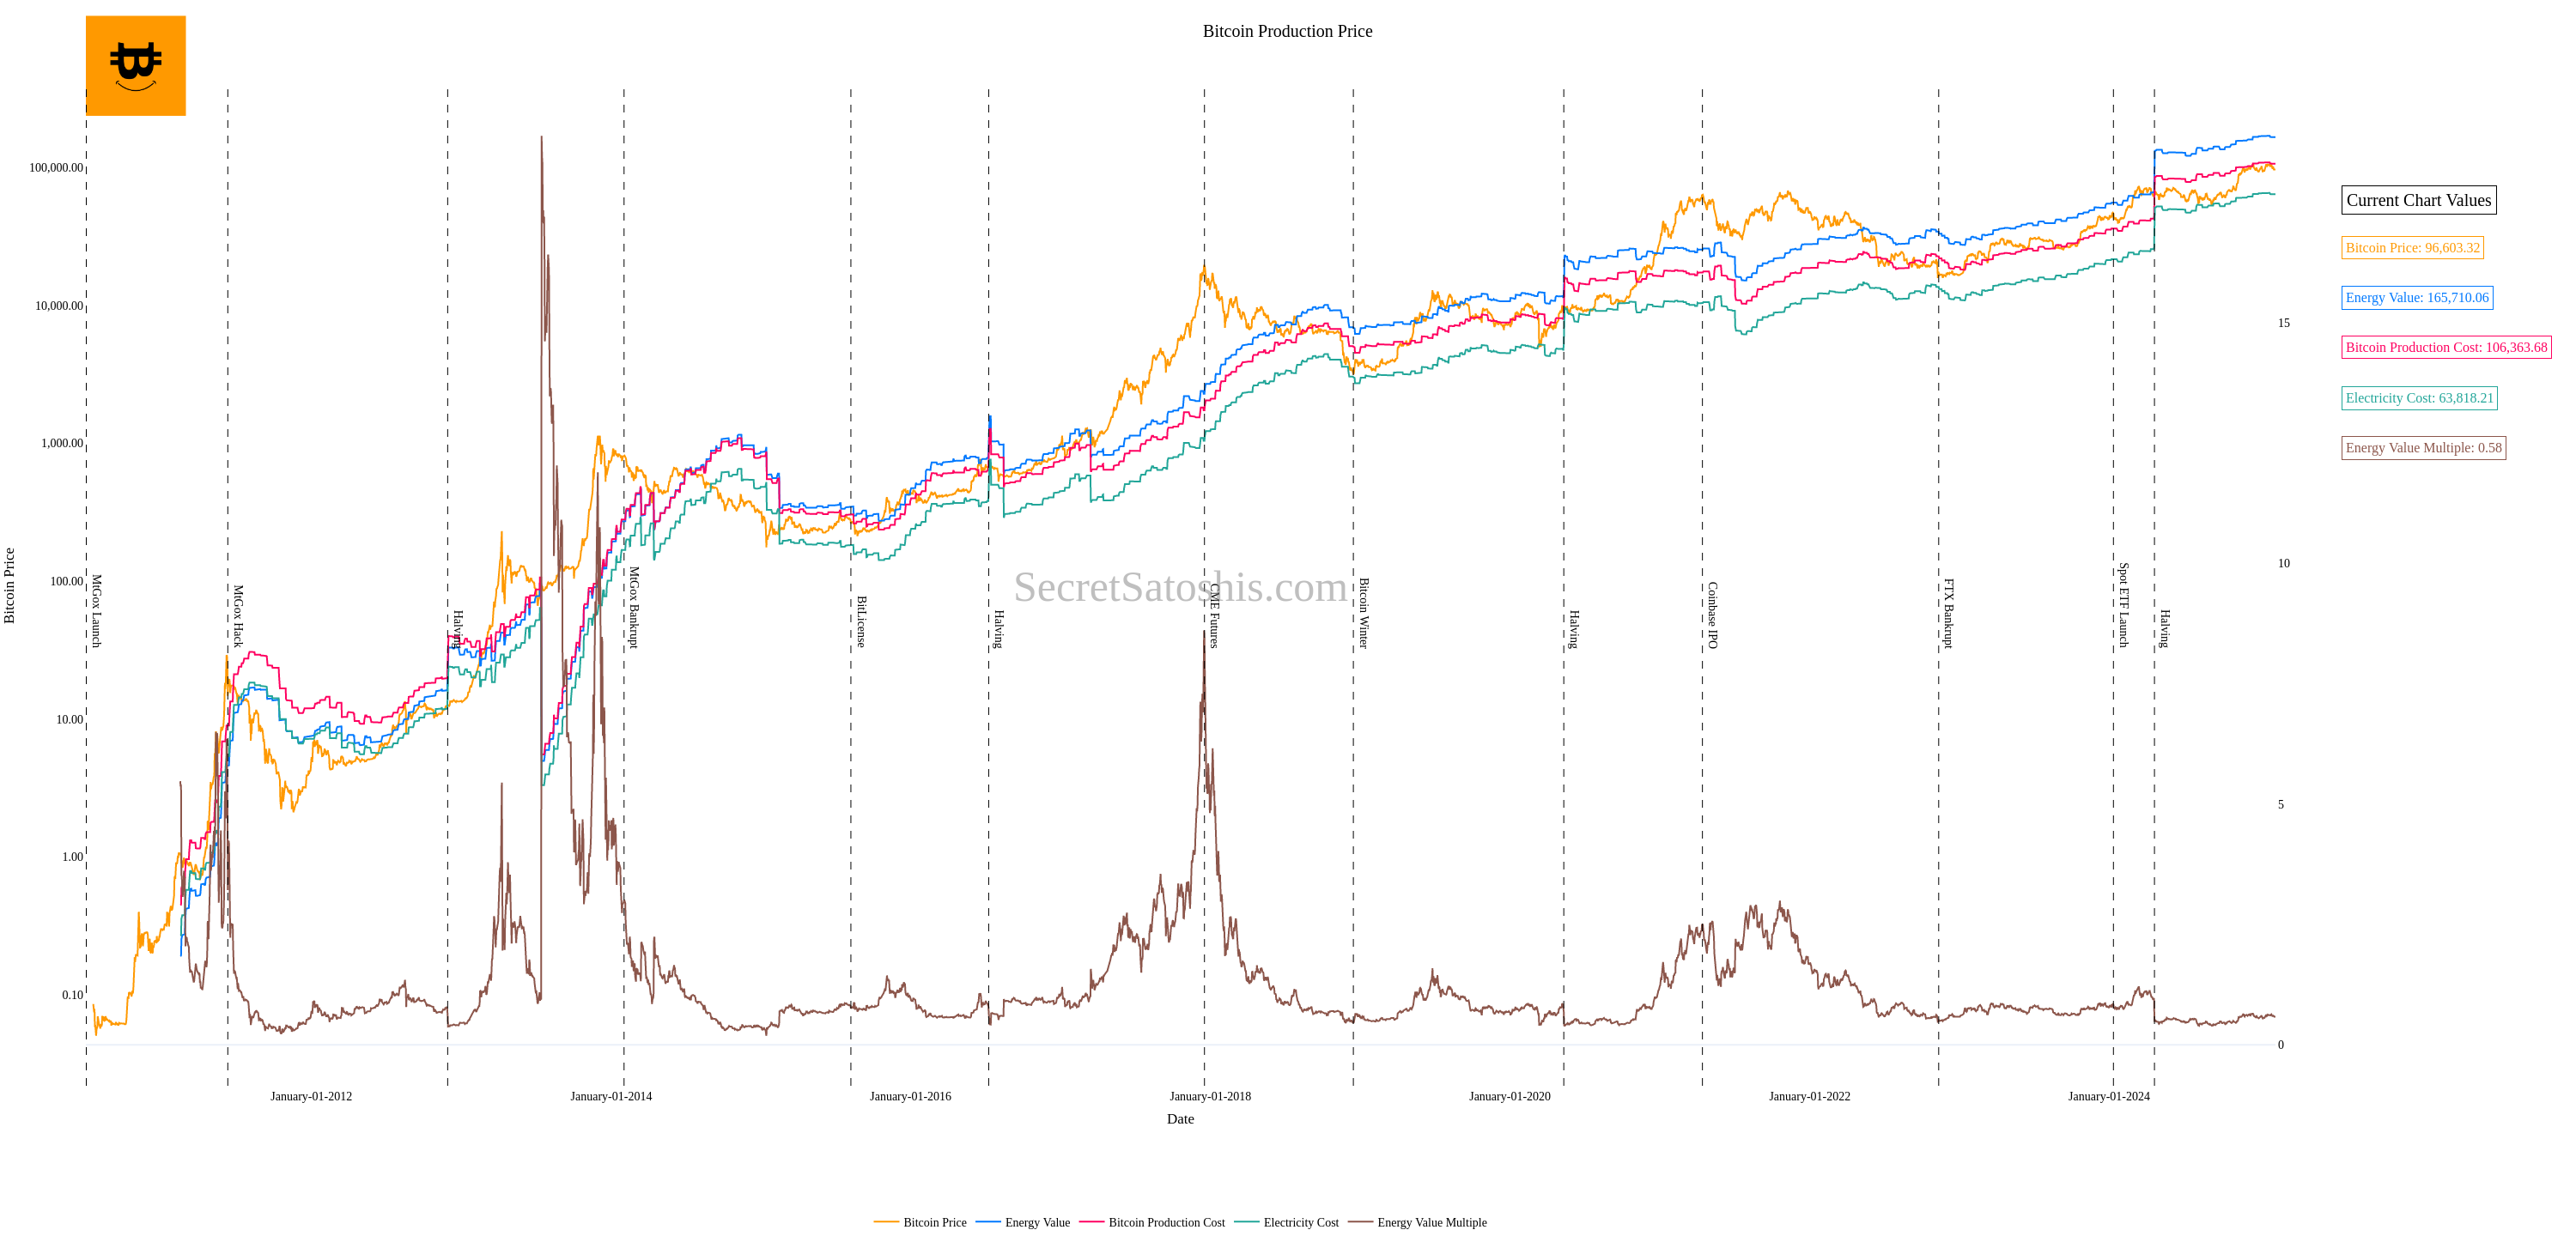 Bitcoin Production Price
100,000.00
10,000.00
1,000.00
100.00
10.00
1.00
0.10
Bitcoin Price
15
10
5
0
MtGox Launch
MtGox Hack
Halving
MtGox Bankrupt
BitLicense
Halving
CME Futures
Bitcoin Winter
Halving
Coinbase IPO
FTX Bankrupt
Spot ETF Launch
Halving
SecretSatoshis.com
Current Chart Values
Bitcoin Price: 96,603.32
Energy Value: 165,710.06
Bitcoin Production Cost: 106,363.68
Electricity Cost: 63,818.21
Energy Value Multiple: 0.58
January-01-2012
January-01-2014
January-01-2016
January-01-2018
January-01-2020
January-01-2022
January-01-2024
Date
Bitcoin Price
Energy Value
Bitcoin Production Cost
Electricity Cost
Energy Value Multiple